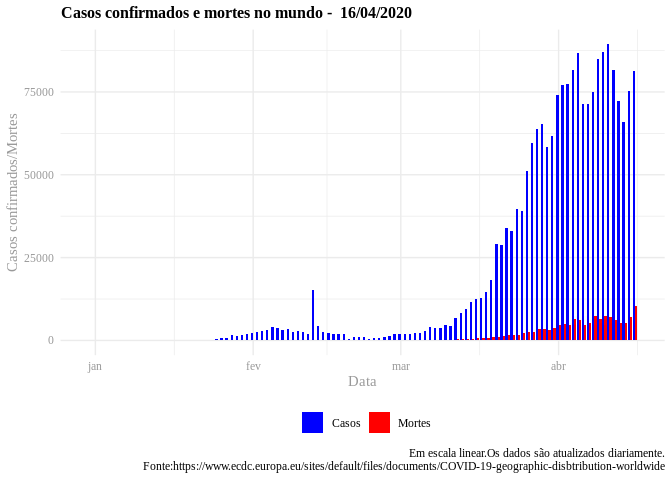 Casos confirmados e mortes no mundo -  16/04/2020
Casos confirmados/Mortes
75000
50000
25000
0
jan
fev
mar
abr
Data
Casos
Mortes
Em escala linear.Os dados são atualizados diariamente.
Fonte:https://www.ecdc.europa.eu/sites/default/files/documents/COVID-19-geographic-disbtribution-worldwide